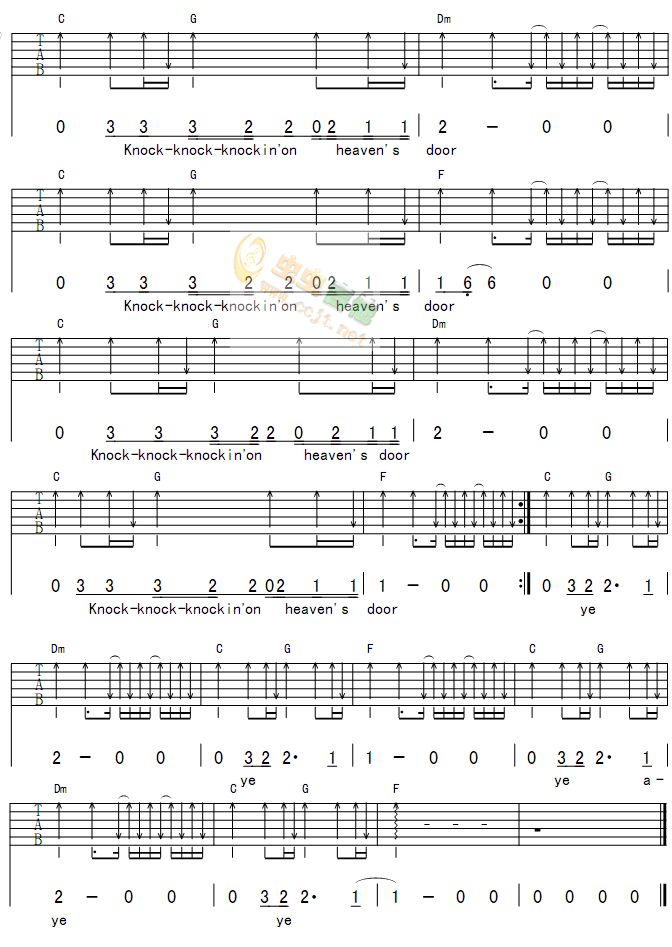 C G Dm
T
A
B
0 3 3 3 2 2 0 2 1 1 2 – 0 0
Knock-knock-knockin'on heaven's door
C G F
T
A
B
0 3 3 3 2 2 0 2 1 1 1 6 6 0 0
Knock-knock-knockin'on heaven's door
www.ccjt.net
C G Dm
T
A
B
0 3 3 3 2 2 0 2 1 1 2 – 0 0
Knock-knock-knockin'on heaven's door
C G F C G
T
A
B
0 3 3 3 2 2 0 2 1 1 1 – 0 0 :‖ 0 3 2 2· 1
Knock-knock-knockin'on heaven's door ye
Dm C G F C G
T
A
B
2 – 0 0 0 3 2 2· 1 1 – 0 0 0 3 2 2· 1
ye ye a-
Dm C G F
T
A
B
2 – 0 0 0 3 2 2· 1 1 – 0 0 0 0 0 0
ye ye